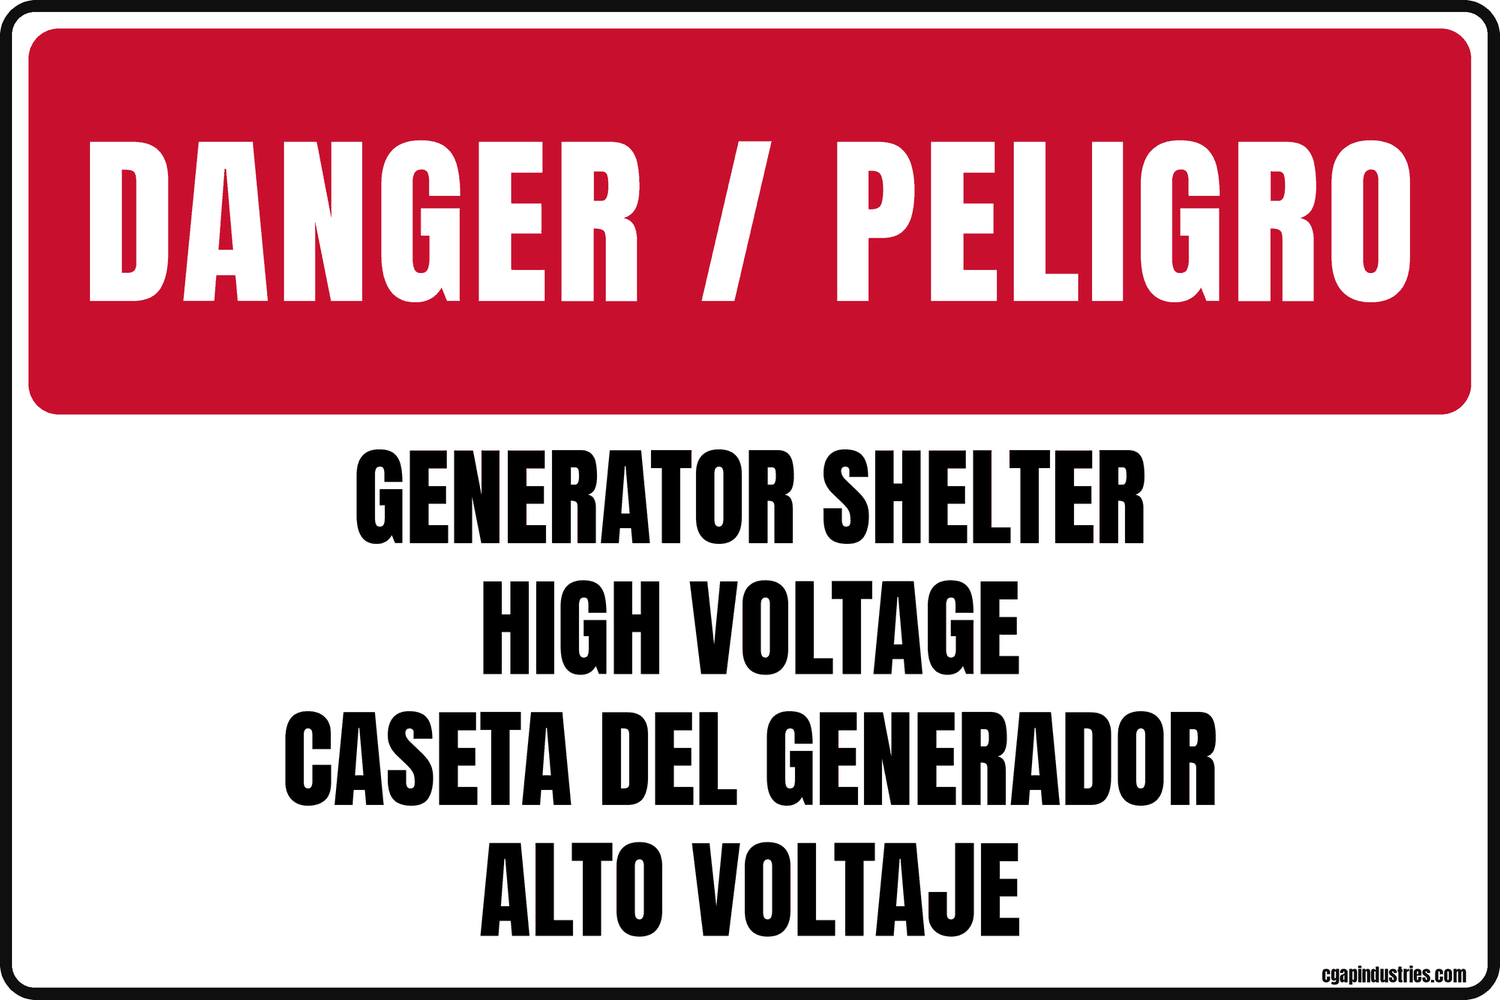 DANGER / PELIGRO
GENERATOR SHELTER
HIGH VOLTAGE
CASETA DEL GENERADOR
ALTO VOLTAJE
cgapindustries.com